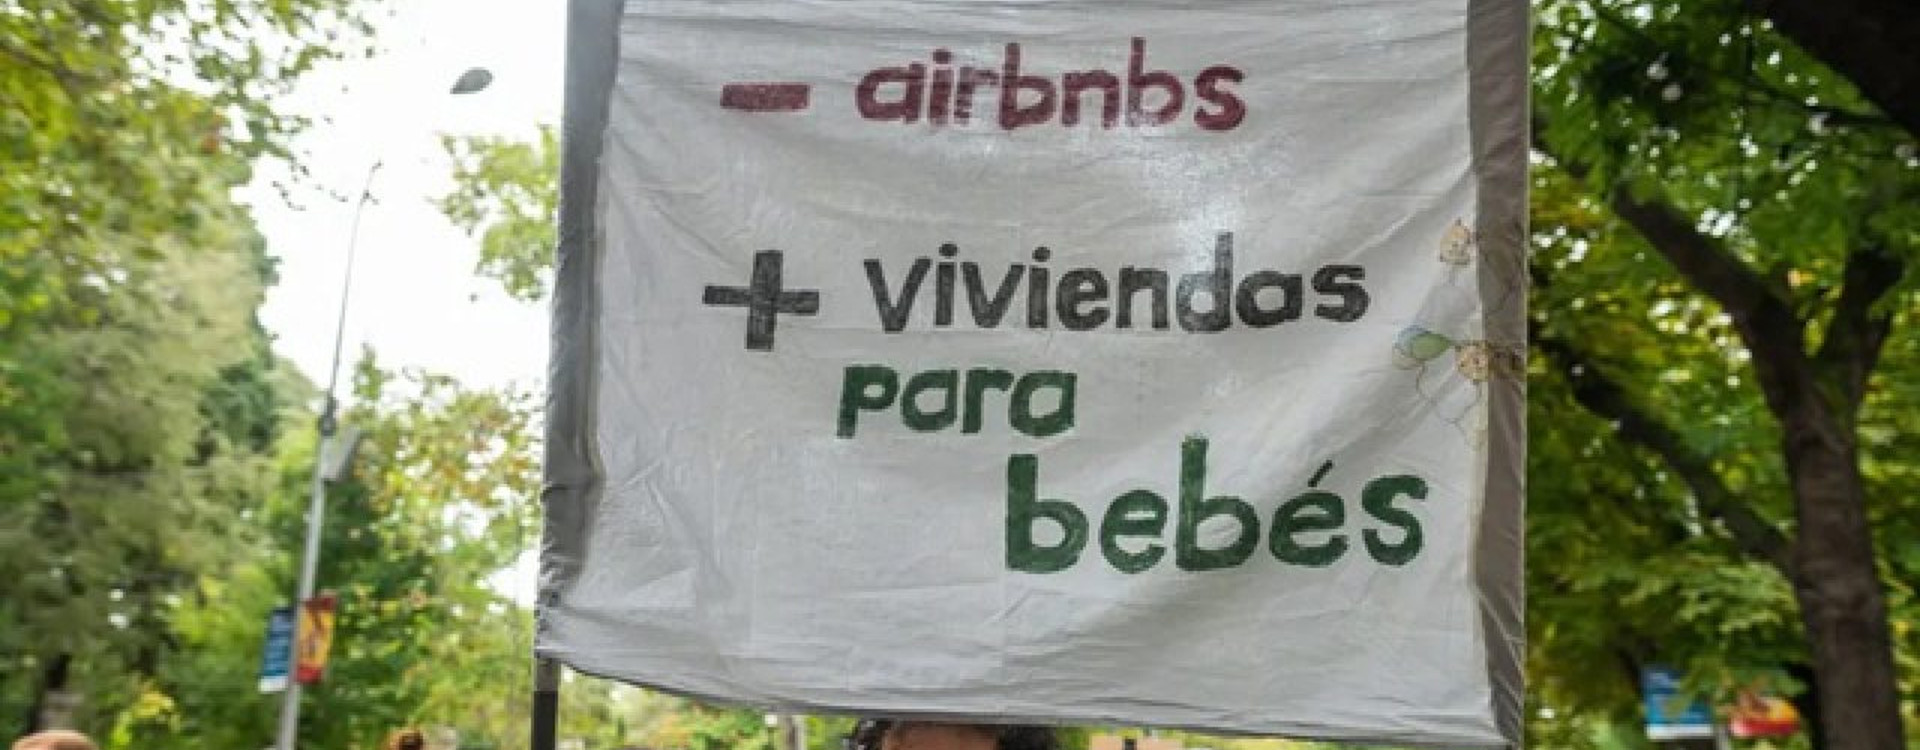 - airbnbs
+ viviendas
para
bebés